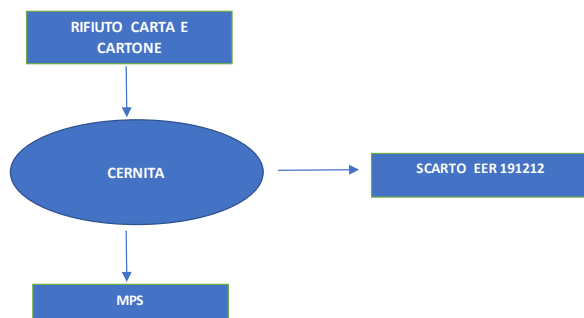 RIFIUTO CARTA E
CARTONE
CERNITA
SCARTO EER 191212
MPS